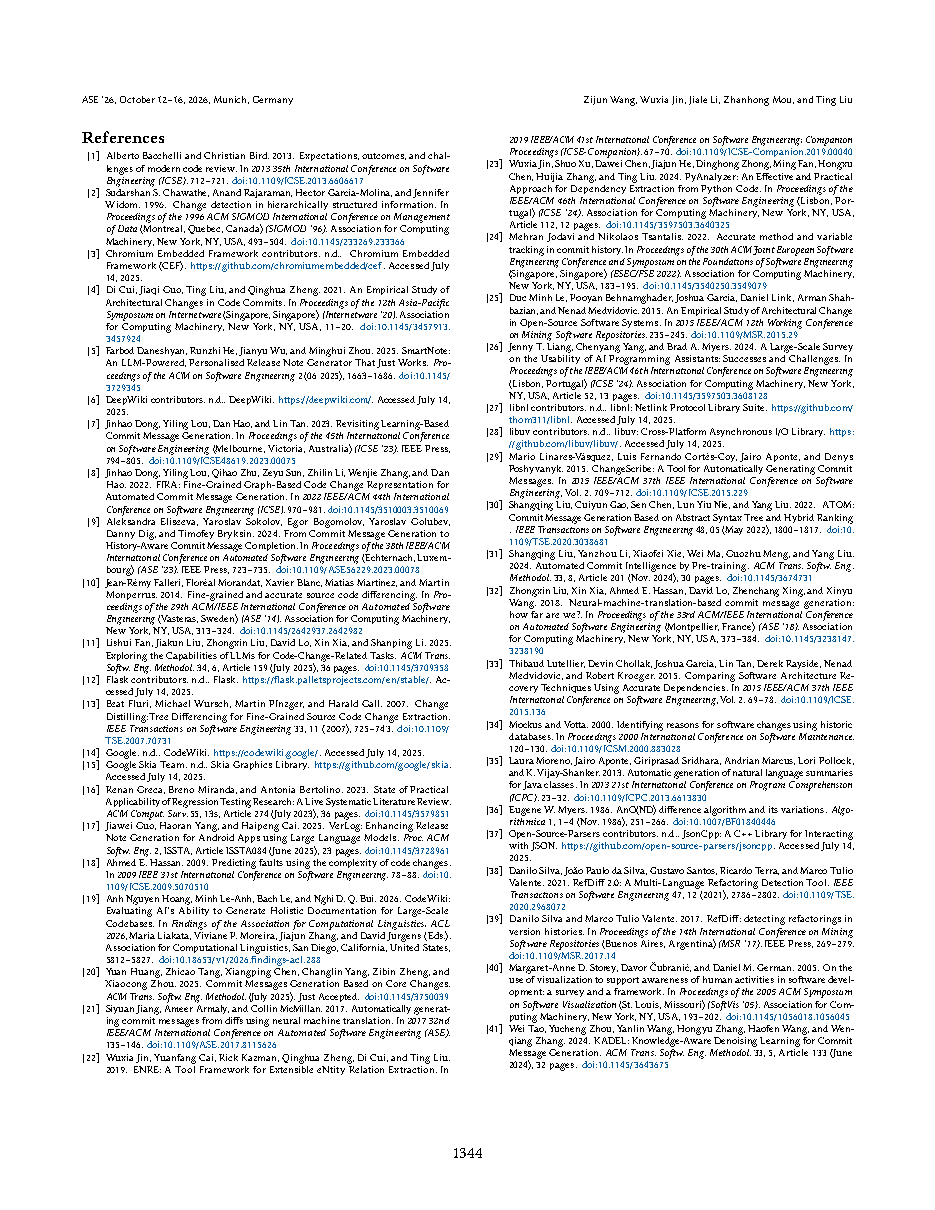 ASE '26, October 12–16, 2026, Munich, Germany
Zijun Wang, Wuxia Jin, Jiale Li, Zhanhong Mou, and Ting Liu
References
[1] Alberto Bacchelli and Christian Bird. 2013. Expectations, outcomes, and chal-
lenges of modern code review. In 2013 35th International Conference on Software
Engineering (ICSE). 712–721. doi:10.1109/ICSE.2013.6606617
[2] Sudarshan S. Chawathe, Anand Rajaraman, Hector Garcia-Molina, and Jennifer
Widom. 1996. Change detection in hierarchically structured information. In
Proceedings of the 1996 ACM SIGMOD International Conference on Management
of Data (Montreal, Quebec, Canada) (SIGMOD '96). Association for Computing
Machinery, New York, NY, USA, 493–504. doi:10.1145/233269.233366
[3] Chromium Embedded Framework contributors. n.d.. Chromium Embedded
Framework (CEF). https://github.com/chromiumembedded/cef. Accessed July
14, 2025.
[4] Di Cui, Jiaqi Guo, Ting Liu, and Qinghua Zheng. 2021. An Empirical Study of
Architectural Changes in Code Commits. In Proceedings of the 12th Asia-Pacific
Symposium on Internetware (Singapore, Singapore) (Internetware '20). Association
for Computing Machinery, New York, NY, USA, 11–20. doi:10.1145/3457913.
3457924
[5] Farbod Daneshyan, Runzhi He, Jianyu Wu, and Minghui Zhou. 2025. SmartNote:
An LLM-Powered, Personalised Release Note Generator That Just Works. Pro-
ceedings of the ACM on Software Engineering 2 (06 2025), 1663–1686. doi:10.1145/
3729345
[6] DeepWiki contributors. n.d.. DeepWiki. https://deepwiki.com/. Accessed July 14,
2025.
[7] Jinhao Dong, Yiling Lou, Dan Hao, and Lin Tan. 2023. Revisiting Learning-Based
Commit Message Generation. In Proceedings of the 45th International Conference
on Software Engineering (Melbourne, Victoria, Australia) (ICSE '23). IEEE Press,
794–805. doi:10.1109/ICSE48619.2023.00075
[8] Jinhao Dong, Yiling Lou, Qihao Zhu, Zeyu Sun, Zhilin Li, Wenjie Zhang, and Dan
Hao. 2022. FIRA: Fine-Grained Graph-Based Code Change Representation for
Automated Commit Message Generation. In 2022 IEEE/ACM 44th International
Conference on Software Engineering (ICSE). 970–981. doi:10.1145/3510003.3510069
[9] Aleksandra Eliseeva, Yaroslav Sokolov, Egor Bogomolov, Yaroslav Golubev,
Danny Dig, and Timofey Bryksin. 2024. From Commit Message Generation to
History-Aware Commit Message Completion. In Proceedings of the 38th IEEE/ACM
International Conference on Automated Software Engineering (Echternach, Luxem-
bourg) (ASE '23). IEEE Press, 723–735. doi:10.1109/ASE56229.2023.00078
[10] Jean-Rémy Falleri, Floréal Morandat, Xavier Blanc, Matias Martinez, and Martin
Monperrus. 2014. Fine-grained and accurate source code differencing. In Pro-
ceedings of the 29th ACM/IEEE International Conference on Automated Software
Engineering (Vasteras, Sweden) (ASE '14). Association for Computing Machinery,
New York, NY, USA, 313–324. doi:10.1145/2642937.2642982
[11] Lishui Fan, Jiakun Liu, Zhongxin Liu, David Lo, Xin Xia, and Shanping Li. 2025.
Exploring the Capabilities of LLMs for Code-Change-Related Tasks. ACM Trans.
Softw. Eng. Methodol. 34, 6, Article 159 (July 2025), 36 pages. doi:10.1145/3709358
[12] Flask contributors. n.d.. Flask. https://flask.palletsprojects.com/en/stable/. Ac-
cessed July 14, 2025.
[13] Beat Fluri, Michael Wursch, Martin PInzger, and Harald Gall. 2007. Change
Distilling:Tree Differencing for Fine-Grained Source Code Change Extraction.
IEEE Transactions on Software Engineering 33, 11 (2007), 725–743. doi:10.1109/
TSE.2007.70731
[14] Google. n.d.. CodeWiki. https://codewiki.google/. Accessed July 14, 2025.
[15] Google Skia Team. n.d.. Skia Graphics Library. https://github.com/google/skia.
Accessed July 14, 2025.
[16] Renan Greca, Breno Miranda, and Antonia Bertolino. 2023. State of Practical
Applicability of Regression Testing Research: A Live Systematic Literature Review.
ACM Comput. Surv. 55, 13s, Article 274 (July 2023), 36 pages. doi:10.1145/3579851
[17] Jiawei Guo, Haoran Yang, and Haipeng Cai. 2025. VerLog: Enhancing Release
Note Generation for Android Apps using Large Language Models. Proc. ACM
Softw. Eng. 2, ISSTA, Article ISSTA084 (June 2025), 23 pages. doi:10.1145/3728961
[18] Ahmed E. Hassan. 2009. Predicting faults using the complexity of code changes.
In 2009 IEEE 31st International Conference on Software Engineering. 78–88. doi:10.
1109/ICSE.2009.5070510
[19] Anh Nguyen Hoang, Minh Le-Anh, Bach Le, and Nghi D. Q. Bui. 2026. CodeWiki:
Evaluating AI's Ability to Generate Holistic Documentation for Large-Scale
Codebases. In Findings of the Association for Computational Linguistics, ACL
2026, Maria Liakata, Viviane P. Moreira, Jiajun Zhang, and David Jurgens (Eds.).
Association for Computational Linguistics, San Diego, California, United States,
5812–5827. doi:10.18653/v1/2026.findings-acl.288
[20] Yuan Huang, Zhicao Tang, Xiangping Chen, Changlin Yang, Zibin Zheng, and
Xiaocong Zhou. 2025. Commit Messages Generation Based on Core Changes.
ACM Trans. Softw. Eng. Methodol. (July 2025). Just Accepted. doi:10.1145/3750039
[21] Siyuan Jiang, Ameer Armaly, and Collin McMillan. 2017. Automatically generat-
ing commit messages from diffs using neural machine translation. In 2017 32nd
IEEE/ACM International Conference on Automated Software Engineering (ASE).
135–146. doi:10.1109/ASE.2017.8115626
[22] Wuxia Jin, Yuanfang Cai, Rick Kazman, Qinghua Zheng, Di Cui, and Ting Liu.
2019. ENRE: A Tool Framework for Extensible eNtity Relation Extraction. In
2019 IEEE/ACM 41st International Conference on Software Engineering: Companion
Proceedings (ICSE-Companion). 67–70. doi:10.1109/ICSE-Companion.2019.00040
[23] Wuxia Jin, Shuo Xu, Dawei Chen, Jiajun He, Dinghong Zhong, Ming Fan, Hongxu
Chen, Huijia Zhang, and Ting Liu. 2024. PyAnalyzer: An Effective and Practical
Approach for Dependency Extraction from Python Code. In Proceedings of the
IEEE/ACM 46th International Conference on Software Engineering (Lisbon, Por-
tugal) (ICSE '24). Association for Computing Machinery, New York, NY, USA,
Article 112, 12 pages. doi:10.1145/3597503.3640325
[24] Mehran Jodavi and Nikolaos Tsantalis. 2022. Accurate method and variable
tracking in commit history. In Proceedings of the 30th ACM Joint European Software
Engineering Conference and Symposium on the Foundations of Software Engineering
(Singapore, Singapore) (ESEC/FSE 2022). Association for Computing Machinery,
New York, NY, USA, 183–195. doi:10.1145/3540250.3549079
[25] Duc Minh Le, Pooyan Behnamghader, Joshua Garcia, Daniel Link, Arman Shah-
bazian, and Nenad Medvidovic. 2015. An Empirical Study of Architectural Change
in Open-Source Software Systems. In 2015 IEEE/ACM 12th Working Conference
on Mining Software Repositories. 235–245. doi:10.1109/MSR.2015.29
[26] Jenny T. Liang, Chenyang Yang, and Brad A. Myers. 2024. A Large-Scale Survey
on the Usability of AI Programming Assistants: Successes and Challenges. In
Proceedings of the IEEE/ACM 46th International Conference on Software Engineering
(Lisbon, Portugal) (ICSE '24). Association for Computing Machinery, New York,
NY, USA, Article 52, 13 pages. doi:10.1145/3597503.3608128
[27] libnl contributors. n.d.. libnl: Netlink Protocol Library Suite. https://github.com/
thom311/libnl. Accessed July 14, 2025.
[28] libuv contributors. n.d.. libuv: Cross-Platform Asynchronous I/O Library. https:
//github.com/libuv/libuv/. Accessed July 14, 2025.
[29] Mario Linares-Vásquez, Luis Fernando Cortés-Coy, Jairo Aponte, and Denys
Poshyvanyk. 2015. ChangeScribe: A Tool for Automatically Generating Commit
Messages. In 2015 IEEE/ACM 37th IEEE International Conference on Software
Engineering, Vol. 2. 709–712. doi:10.1109/ICSE.2015.229
[30] Shangqing Liu, Cuiyun Gao, Sen Chen, Lun Yiu Nie, and Yang Liu. 2022. ATOM:
Commit Message Generation Based on Abstract Syntax Tree and Hybrid Ranking
. IEEE Transactions on Software Engineering 48, 05 (May 2022), 1800–1817. doi:10.
1109/TSE.2020.3038681
[31] Shangqing Liu, Yanzhou Li, Xiaofei Xie, Wei Ma, Guozhu Meng, and Yang Liu.
2024. Automated Commit Intelligence by Pre-training. ACM Trans. Softw. Eng.
Methodol. 33, 8, Article 201 (Nov. 2024), 30 pages. doi:10.1145/3674731
[32] Zhongxin Liu, Xin Xia, Ahmed E. Hassan, David Lo, Zhenchang Xing, and Xinyu
Wang. 2018. Neural-machine-translation-based commit message generation:
how far are we?. In Proceedings of the 33rd ACM/IEEE International Conference
on Automated Software Engineering (Montpellier, France) (ASE '18). Association
for Computing Machinery, New York, NY, USA, 373–384. doi:10.1145/3238147.
3238190
[33] Thibaud Lutellier, Devin Chollak, Joshua Garcia, Lin Tan, Derek Rayside, Nenad
Medvidovic, and Robert Kroeger. 2015. Comparing Software Architecture Re-
covery Techniques Using Accurate Dependencies. In 2015 IEEE/ACM 37th IEEE
International Conference on Software Engineering, Vol. 2. 69–78. doi:10.1109/ICSE.
2015.136
[34] Mockus and Votta. 2000. Identifying reasons for software changes using historic
databases. In Proceedings 2000 International Conference on Software Maintenance.
120–130. doi:10.1109/ICSM.2000.883028
[35] Laura Moreno, Jairo Aponte, Giriprasad Sridhara, Andrian Marcus, Lori Pollock,
and K. Vijay-Shanker. 2013. Automatic generation of natural language summaries
for Java classes. In 2013 21st International Conference on Program Comprehension
(ICPC). 23–32. doi:10.1109/ICPC.2013.6613830
[36] Eugene W. Myers. 1986. AnO(ND) difference algorithm and its variations. Algo-
rithmica 1, 1–4 (Nov. 1986), 251–266. doi:10.1007/BF01840446
[37] Open-Source-Parsers contributors. n.d.. JsonCpp: A C++ Library for Interacting
with JSON. https://github.com/open-source-parsers/jsoncpp. Accessed July 14,
2025.
[38] Danilo Silva, João Paulo da Silva, Gustavo Santos, Ricardo Terra, and Marco Tulio
Valente. 2021. RefDiff 2.0: A Multi-Language Refactoring Detection Tool. IEEE
Transactions on Software Engineering 47, 12 (2021), 2786–2802. doi:10.1109/TSE.
2020.2968072
[39] Danilo Silva and Marco Tulio Valente. 2017. RefDiff: detecting refactorings in
version histories. In Proceedings of the 14th International Conference on Mining
Software Repositories (Buenos Aires, Argentina) (MSR '17). IEEE Press, 269–279.
doi:10.1109/MSR.2017.14
[40] Margaret-Anne D. Storey, Davor Čubranić, and Daniel M. German. 2005. On the
use of visualization to support awareness of human activities in software devel-
opment: a survey and a framework. In Proceedings of the 2005 ACM Symposium
on Software Visualization (St. Louis, Missouri) (SoftVis '05). Association for Com-
puting Machinery, New York, NY, USA, 193–202. doi:10.1145/1056018.1056045
[41] Wei Tao, Yucheng Zhou, Yanlin Wang, Hongyu Zhang, Haofen Wang, and Wen-
qiang Zhang. 2024. KADEL: Knowledge-Aware Denoising Learning for Commit
Message Generation. ACM Trans. Softw. Eng. Methodol. 33, 5, Article 133 (June
2024), 32 pages. doi:10.1145/3643675
1344